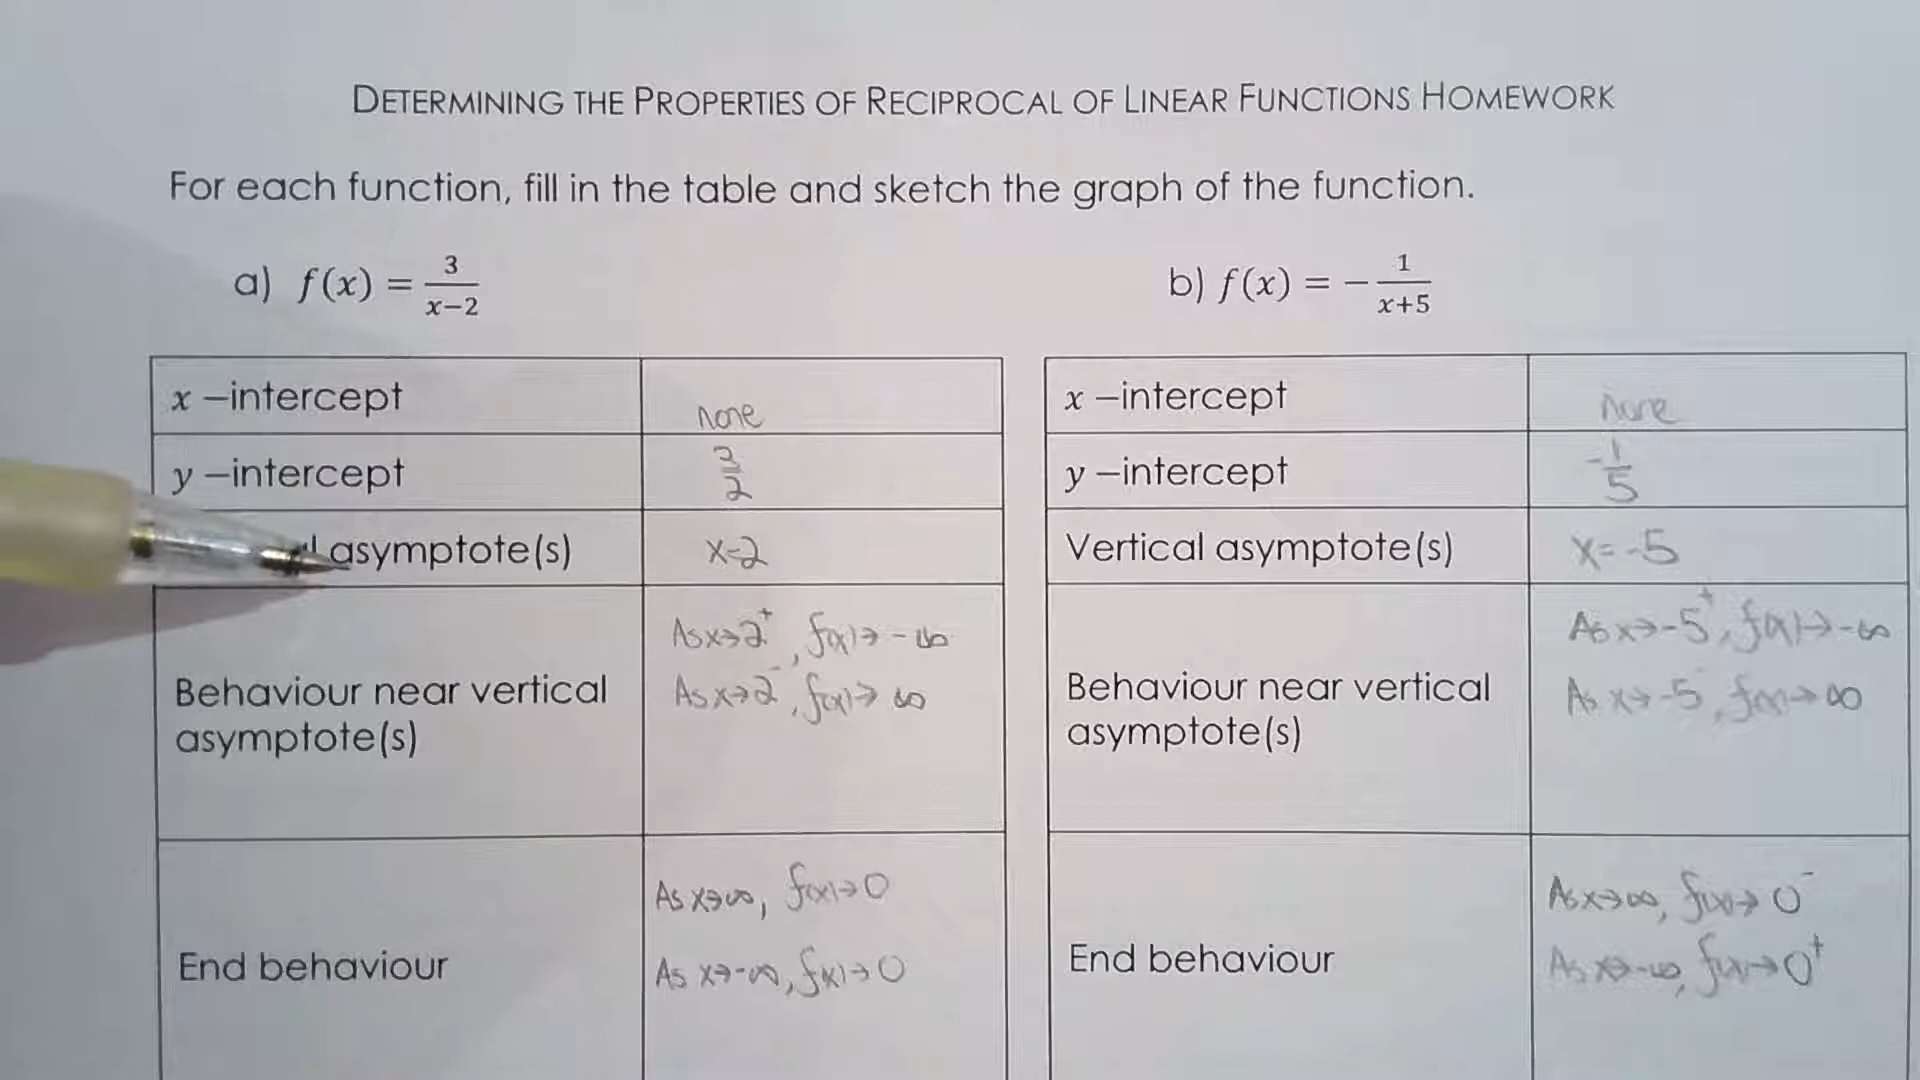 DETERMINING THE PROPERTIES OF RECIPROCAL OF LINEAR FUNCTIONS HOMEWORK
For each function, fill in the table and sketch the graph of the function.
a) f(x) = 3/(x−2)
b) f(x) = − 1/(x+5)
x −intercept none
y −intercept 3/2
asymptote(s) x=2
Behaviour near vertical asymptote(s)
As x→2⁺, f(x)→ -∞
As x→2⁻, f(x)→ ∞
End behaviour
As x→∞, f(x)→0
As x→-∞, f(x)→0
x −intercept none
y −intercept -1/5
Vertical asymptote(s) x=-5
Behaviour near vertical asymptote(s)
As x→-5⁺, f(x)→-∞
As x→-5⁻, f(x)→∞
End behaviour
As x→∞, f(x)→0⁻
As x→-∞, f(x)→0⁺